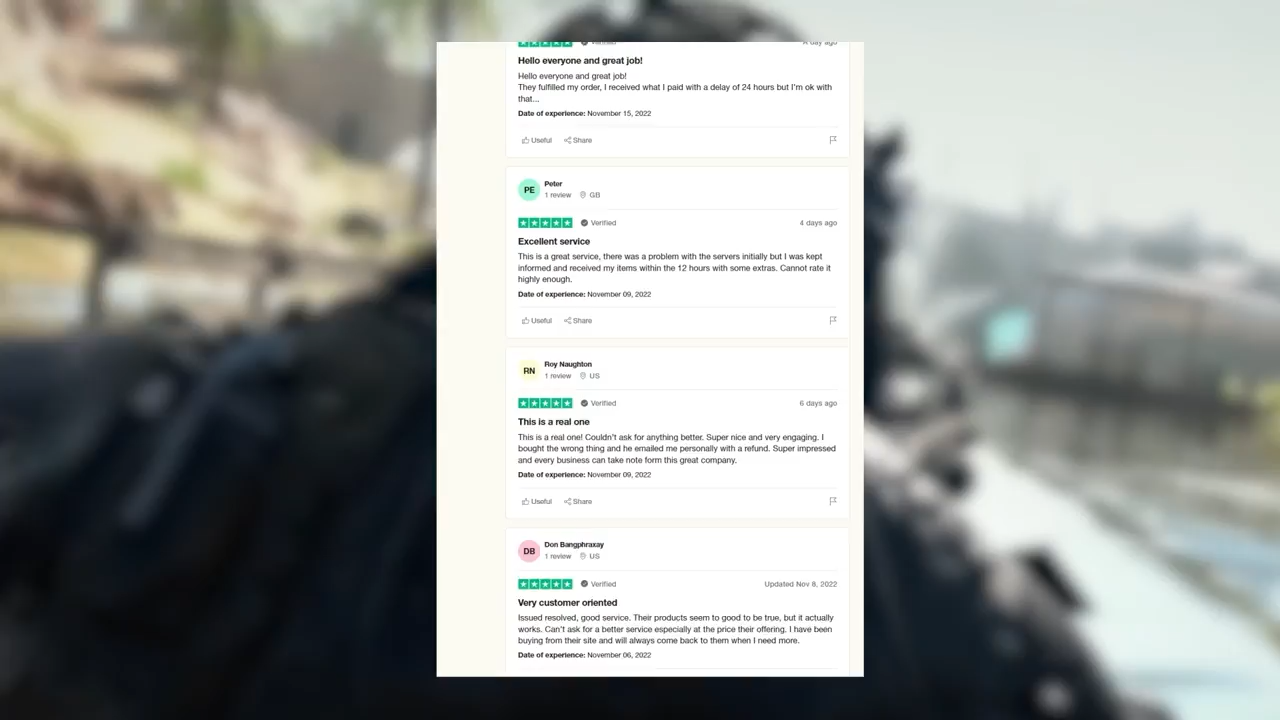 Verified A day ago
Hello everyone and great job!
Hello everyone and great job!
They fulfilled my order, I received what I paid with a delay of 24 hours but I'm ok with
that...
Date of experience: November 15, 2022
Useful Share
PE Peter
1 review GB
Verified 4 days ago
Excellent service
This is a great service, there was a problem with the servers initially but I was kept
informed and received my items within the 12 hours with some extras. Cannot rate it
highly enough.
Date of experience: November 09, 2022
Useful Share
RN Roy Naughton
1 review US
Verified 6 days ago
This is a real one
This is a real one! Couldn't ask for anything better. Super nice and very engaging. I
bought the wrong thing and he emailed me personally with a refund. Super impressed
and every business can take note form this great company.
Date of experience: November 09, 2022
Useful Share
DB Don Bangphraxay
1 review US
Verified Updated Nov 8, 2022
Very customer oriented
Issued resolved, good service. Their products seem to good to be true, but it actually
works. Can't ask for a better service especially at the price their offering. I have been
buying from their site and will always come back to them when I need more.
Date of experience: November 06, 2022